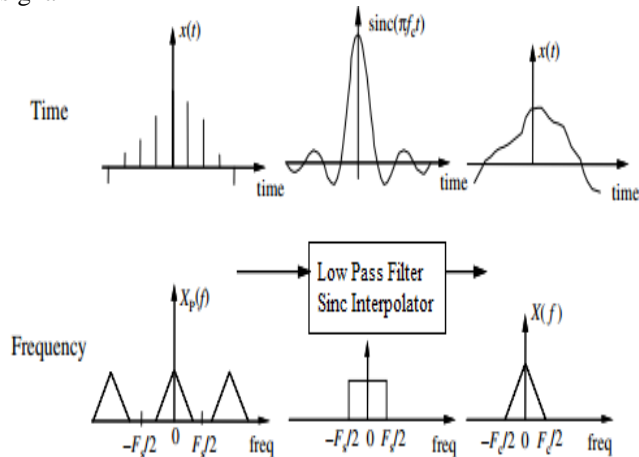 x(t)
sinc(πf_ct)
x(t)
Time
time
time
time
Low Pass Filter
Sinc Interpolator
X_P(f)
X(f)
Frequency
−F_s/2 0 F_s/2 freq
−F_s/2 0 F_s/2 freq
−F_c/2 0 F_c/2 freq